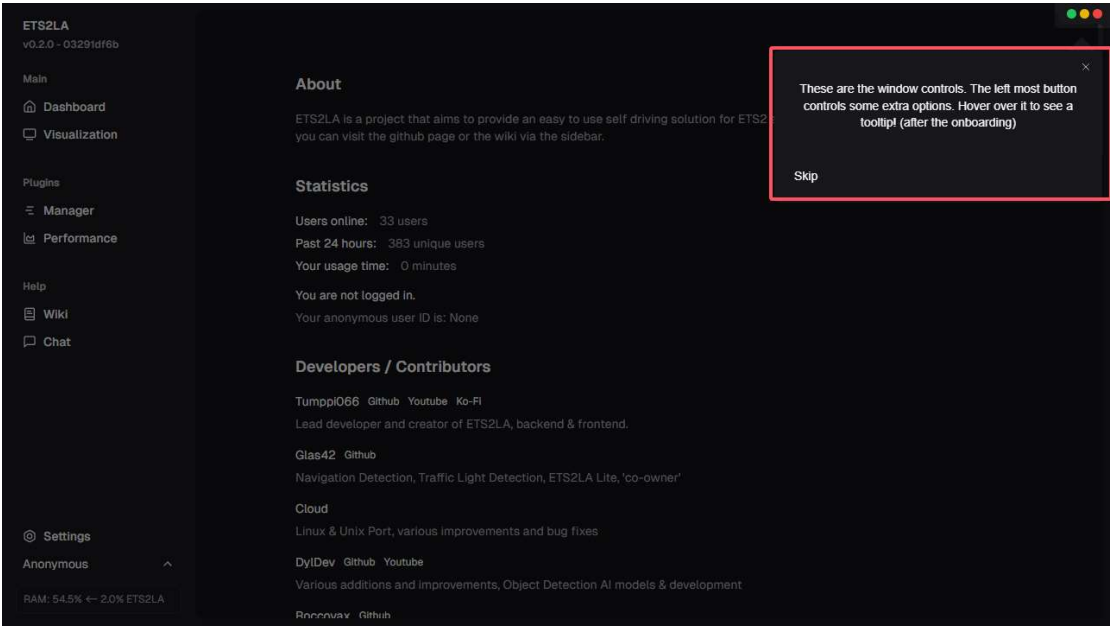 ETS2LA
v0.2.0 - 03291df6b
Main
Dashboard
Visualization
Plugins
Manager
Performance
Help
Wiki
Chat
Settings
Anonymous
RAM: 54.5% ← 2.0% ETS2LA
About
ETS2LA is a project that aims to provide an easy to use self driving solution for ETS2
you can visit the github page or the wiki via the sidebar.
Statistics
Users online: 33 users
Past 24 hours: 383 unique users
Your usage time: 0 minutes
You are not logged in.
Your anonymous user ID is: None
Developers / Contributors
Tumppi066 Github Youtube Ko-Fi
Lead developer and creator of ETS2LA, backend & frontend.
Glas42 Github
Navigation Detection, Traffic Light Detection, ETS2LA Lite, 'co-owner'
Cloud
Linux & Unix Port, various improvements and bug fixes
DylDev Github Youtube
Various additions and improvements, Object Detection AI models & development
Roccovax Github
These are the window controls. The left most button
controls some extra options. Hover over it to see a
tooltip! (after the onboarding)
Skip